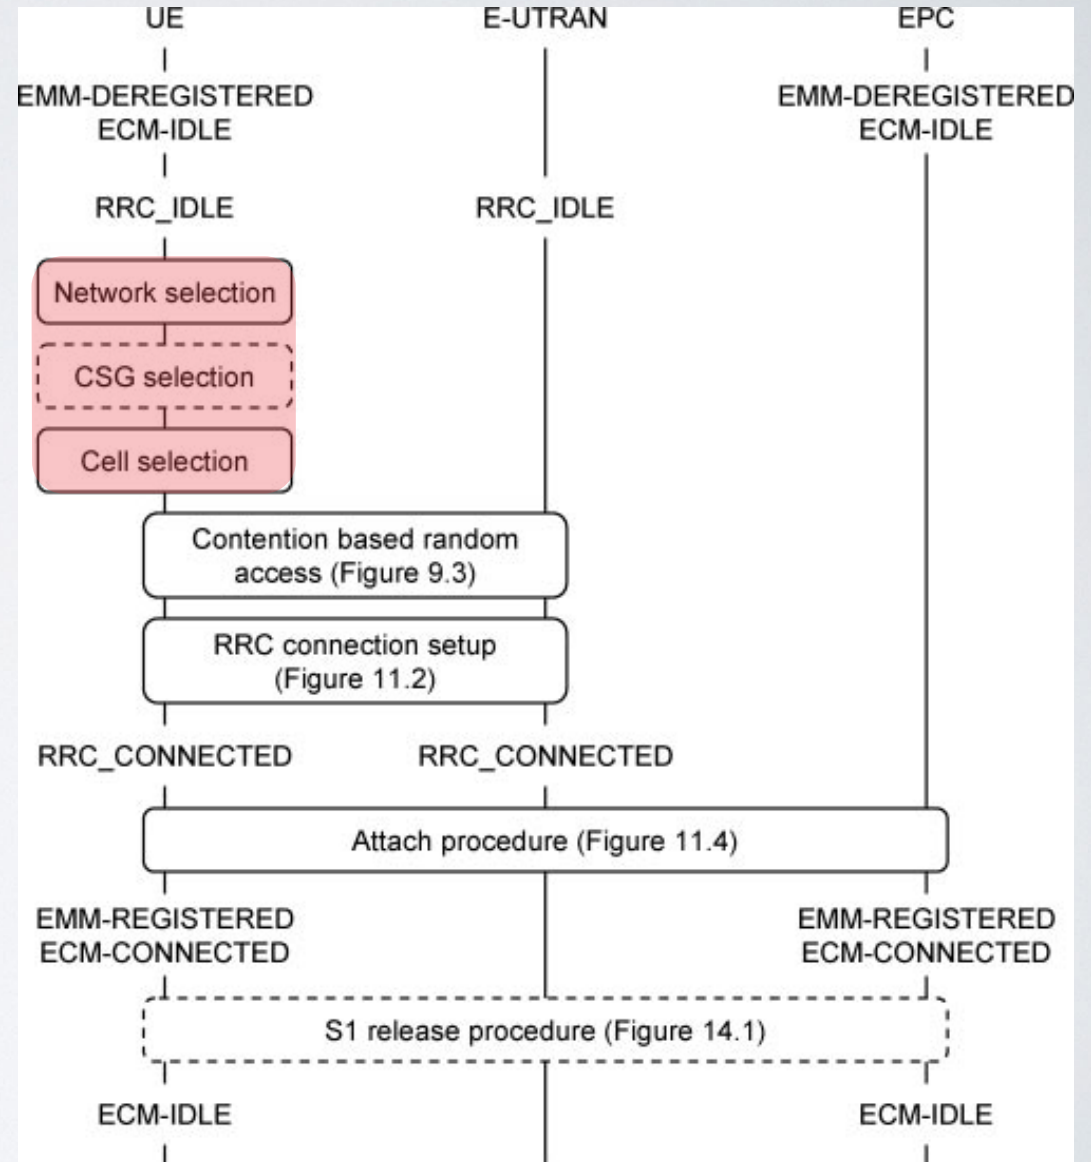 UE E-UTRAN EPC
EMM-DEREGISTERED EMM-DEREGISTERED
ECM-IDLE ECM-IDLE
RRC_IDLE RRC_IDLE
Network selection
CSG selection
Cell selection
Contention based random
access (Figure 9.3)
RRC connection setup
(Figure 11.2)
RRC_CONNECTED RRC_CONNECTED
Attach procedure (Figure 11.4)
EMM-REGISTERED EMM-REGISTERED
ECM-CONNECTED ECM-CONNECTED
S1 release procedure (Figure 14.1)
ECM-IDLE ECM-IDLE